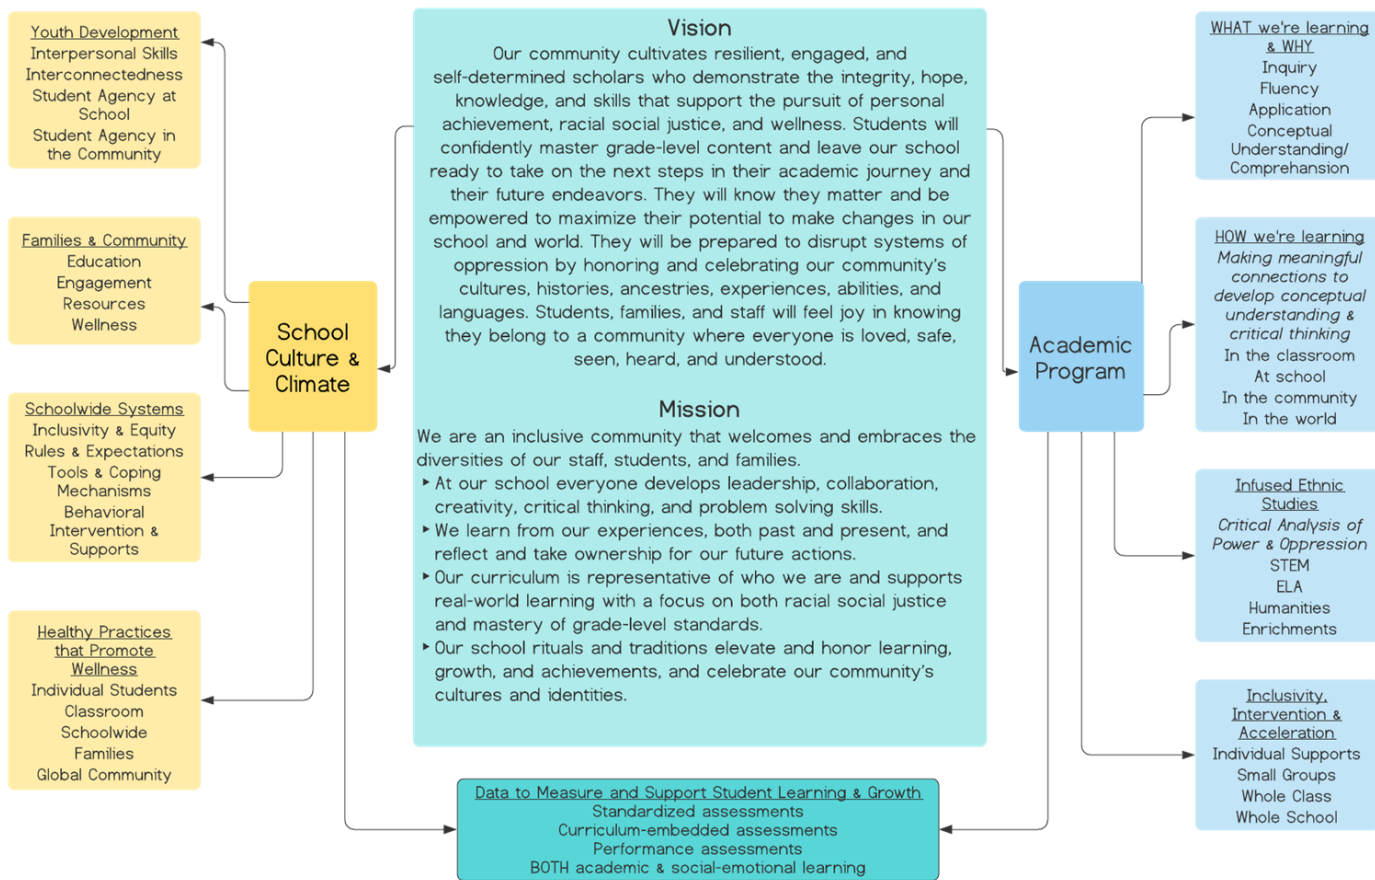 Youth Development
Interpersonal Skills
Interconnectedness
Student Agency at
School
Student Agency in
the Community
Families & Community
Education
Engagement
Resources
Wellness
Schoolwide Systems
Inclusivity & Equity
Rules & Expectations
Tools & Coping
Mechanisms
Behavioral
Intervention &
Supports
Healthy Practices
that Promote
Wellness
Individual Students
Classroom
Schoolwide
Families
Global Community
School
Culture &
Climate
Vision
Our community cultivates resilient, engaged, and
self-determined scholars who demonstrate the integrity, hope,
knowledge, and skills that support the pursuit of personal
achievement, racial social justice, and wellness. Students will
confidently master grade-level content and leave our school
ready to take on the next steps in their academic journey and
their future endeavors. They will know they matter and be
empowered to maximize their potential to make changes in our
school and world. They will be prepared to disrupt systems of
oppression by honoring and celebrating our community's
cultures, histories, ancestries, experiences, abilities, and
languages. Students, families, and staff will feel joy in knowing
they belong to a community where everyone is loved, safe,
seen, heard, and understood.
Mission
We are an inclusive community that welcomes and embraces the
diversities of our staff, students, and families.
‣ At our school everyone develops leadership, collaboration,
creativity, critical thinking, and problem solving skills.
‣ We learn from our experiences, both past and present, and
reflect and take ownership for our future actions.
‣ Our curriculum is representative of who we are and supports
real-world learning with a focus on both racial social justice
and mastery of grade-level standards.
‣ Our school rituals and traditions elevate and honor learning,
growth, and achievements, and celebrate our community's
cultures and identities.
Data to Measure and Support Student Learning & Growth
Standardized assessments
Curriculum-embedded assessments
Performance assessments
BOTH academic & social-emotional learning
Academic
Program
WHAT we're learning
& WHY
Inquiry
Fluency
Application
Conceptual
Understanding/
Comprehansion
HOW we're learning
Making meaningful
connections to
develop conceptual
understanding &
critical thinking
In the classroom
At school
In the community
In the world
Infused Ethnic
Studies
Critical Analysis of
Power & Oppression
STEM
ELA
Humanities
Enrichments
Inclusivity,
Intervention &
Acceleration
Individual Supports
Small Groups
Whole Class
Whole School